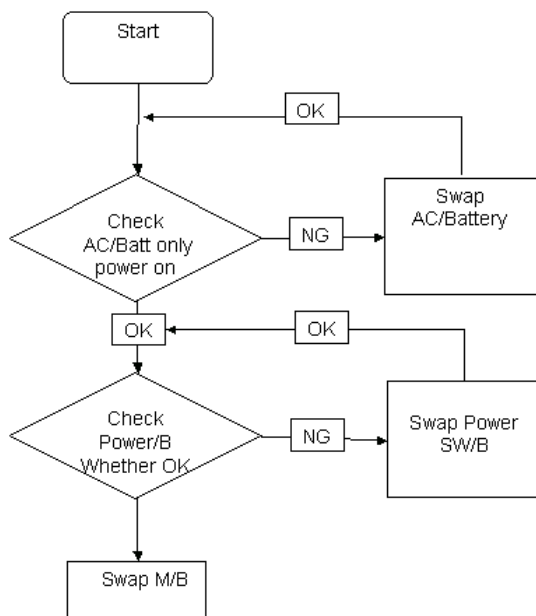 Start
OK
Check
AC/Batt only
power on
NG
Swap
AC/Battery
OK
OK
Check
Power/B
Whether OK
NG
Swap Power
SW/B
Swap M/B